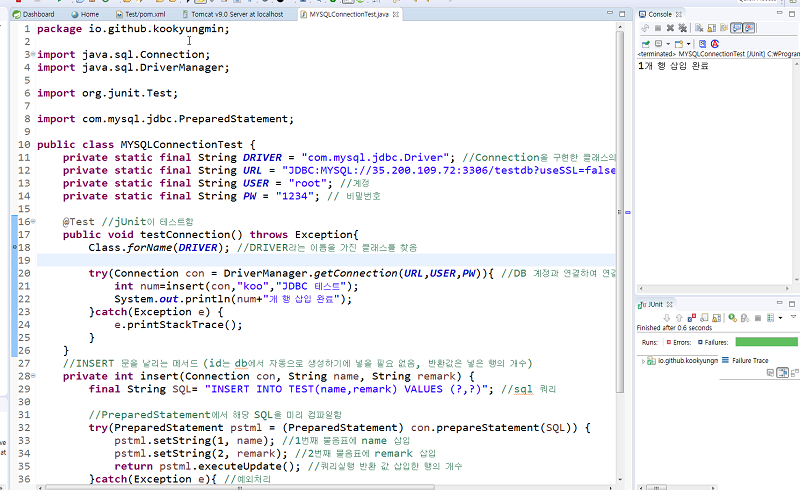 Dashboard Home Test/pom.xml Tomcat v9.0 Server at localhost MYSQLConnectionTest.java
1 package io.github.kookyungmin;
2
3 import java.sql.Connection;
4 import java.sql.DriverManager;
5
6 import org.junit.Test;
7
8 import com.mysql.jdbc.PreparedStatement;
9
10 public class MYSQLConnectionTest {
11 private static final String DRIVER = "com.mysql.jdbc.Driver"; //Connection을 구현한 클래스의
12 private static final String URL = "JDBC:MYSQL://35.200.109.72:3306/testdb?useSSL=false
13 private static final String USER = "root"; //계정
14 private static final String PW = "1234"; // 비밀번호
15
16 @Test //jUnit이 테스트함
17 public void testConnection() throws Exception{
18 Class.forName(DRIVER); //DRIVER라는 이름을 가진 클래스를 찾음
19
20 try(Connection con = DriverManager.getConnection(URL,USER,PW)){ //DB 계정과 연결하여 연결
21 int num=insert(con,"koo","JDBC 테스트");
22 System.out.println(num+"개 행 삽입 완료");
23 }catch(Exception e) {
24 e.printStackTrace();
25 }
26 }
27 //INSERT 문을 날리는 메서드 (id는 db에서 자동으로 생성하기에 넣을 필요 없음, 반환값은 넣은 행의 개수)
28 private int insert(Connection con, String name, String remark) {
29 final String SQL= "INSERT INTO TEST(name,remark) VALUES (?,?)"; //sql 쿼리
30
31 //PreparedStatement에서 해당 SQL을 미리 컴파일함
32 try(PreparedStatement pstml = (PreparedStatement) con.prepareStatement(SQL)) {
33 pstml.setString(1, name); //1번째 물음표에 name 삽입
34 pstml.setString(2, remark); //2번째 물음표에 remark 삽입
35 return pstml.executeUpdate(); //쿼리실행 반환 값 삽입한 행의 개수
36 }catch(Exception e){ //예외처리
Console
<terminated> MYSQLConnectionTest [JUnit] C:\Program
1개 행 삽입 완료
JUnit
Finished after 0.6 seconds
Runs: Errors: Failures:
io.github.kookyungm Failure Trace